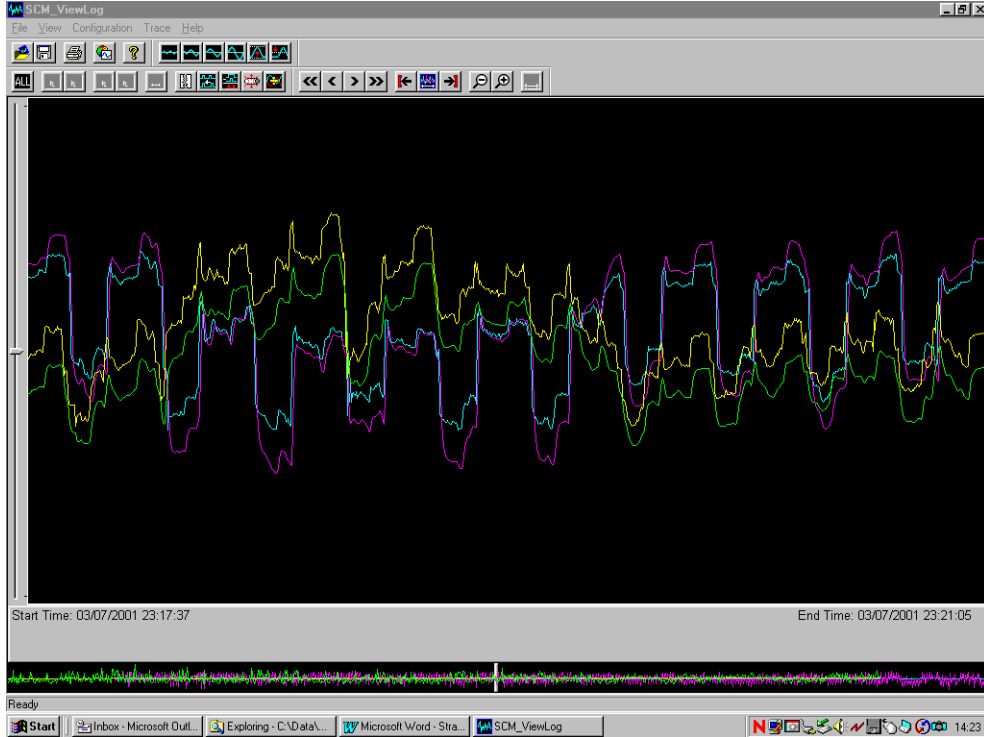 SCM_ViewLog
File View Configuration Trace Help
ALL
Start Time: 03/07/2001 23:17:37 End Time: 03/07/2001 23:21:05
Ready
Start Inbox - Microsoft Outl... Exploring - C:\Data\... Microsoft Word - Stra... SCM_ViewLog 14:23